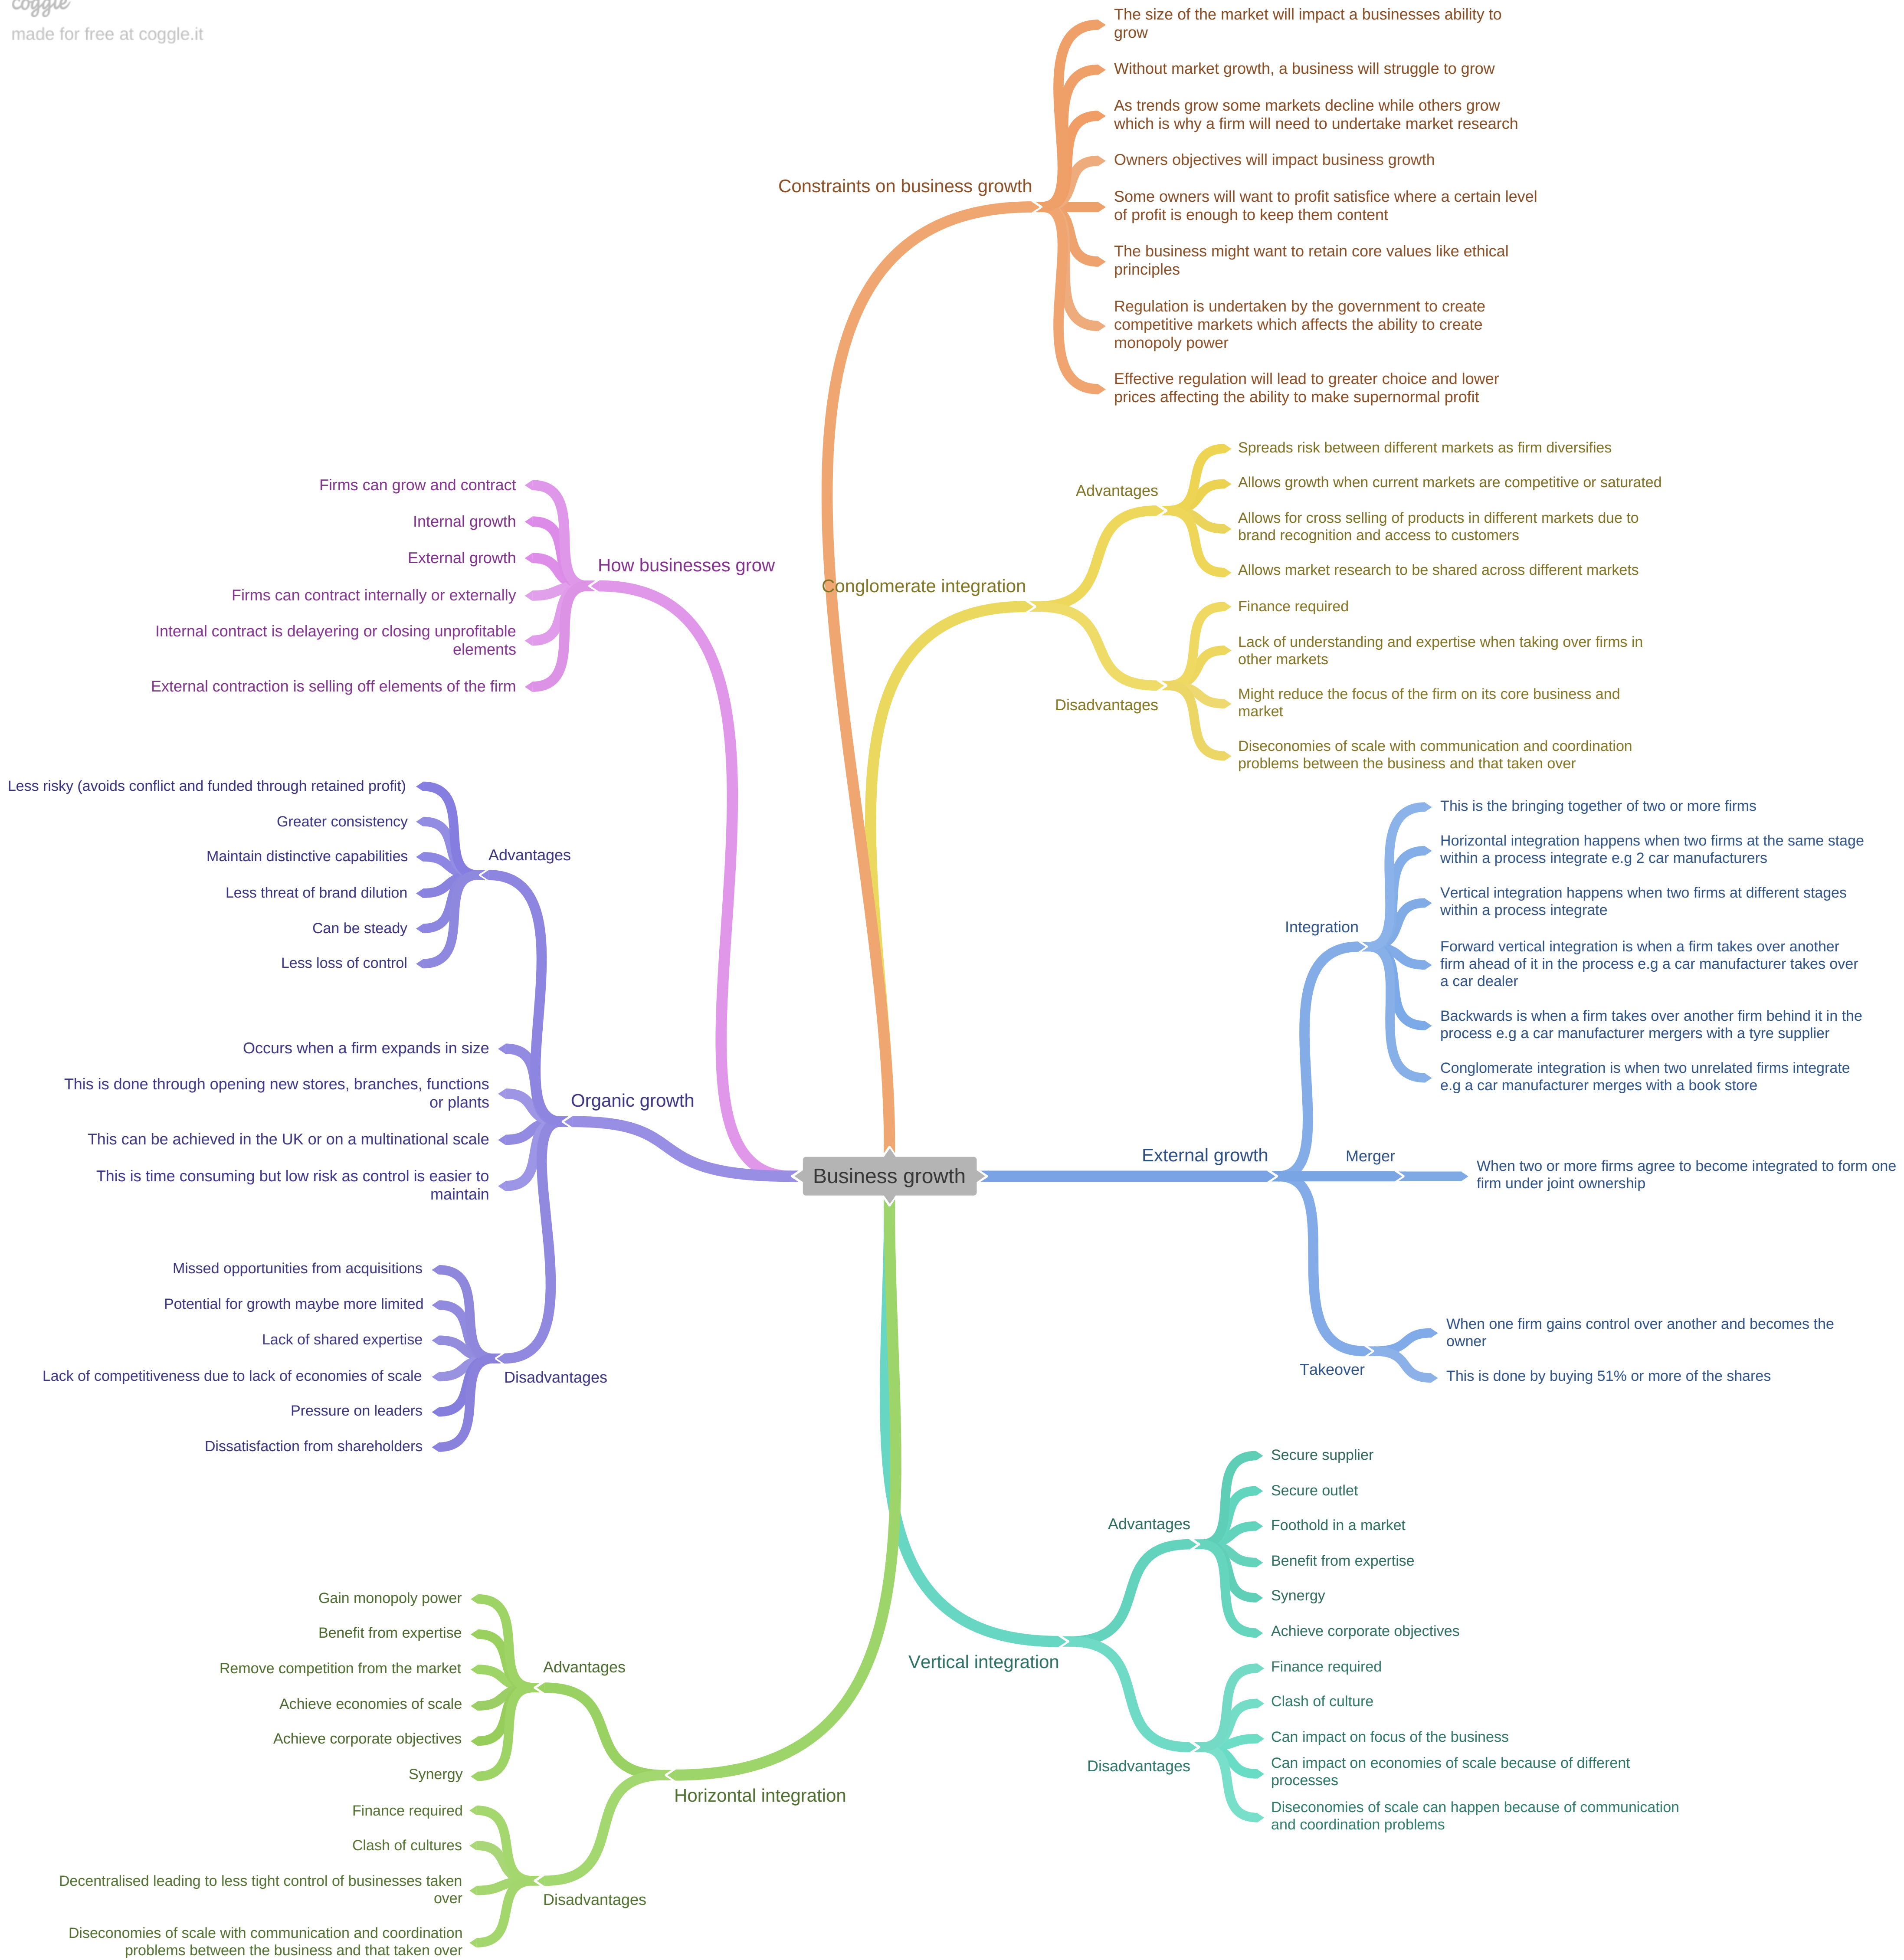 coggle
made for free at coggle.it
Business growth
Constraints on business growth
The size of the market will impact a businesses ability to
grow
Without market growth, a business will struggle to grow
As trends grow some markets decline while others grow
which is why a firm will need to undertake market research
Owners objectives will impact business growth
Some owners will want to profit satisfice where a certain level
of profit is enough to keep them content
The business might want to retain core values like ethical
principles
Regulation is undertaken by the government to create
competitive markets which affects the ability to create
monopoly power
Effective regulation will lead to greater choice and lower
prices affecting the ability to make supernormal profit
Conglomerate integration
Advantages
Spreads risk between different markets as firm diversifies
Allows growth when current markets are competitive or saturated
Allows for cross selling of products in different markets due to
brand recognition and access to customers
Allows market research to be shared across different markets
Disadvantages
Finance required
Lack of understanding and expertise when taking over firms in
other markets
Might reduce the focus of the firm on its core business and
market
Diseconomies of scale with communication and coordination
problems between the business and that taken over
External growth
Integration
This is the bringing together of two or more firms
Horizontal integration happens when two firms at the same stage
within a process integrate e.g 2 car manufacturers
Vertical integration happens when two firms at different stages
within a process integrate
Forward vertical integration is when a firm takes over another
firm ahead of it in the process e.g a car manufacturer takes over
a car dealer
Backwards is when a firm takes over another firm behind it in the
process e.g a car manufacturer mergers with a tyre supplier
Conglomerate integration is when two unrelated firms integrate
e.g a car manufacturer merges with a book store
Merger
When two or more firms agree to become integrated to form one
firm under joint ownership
Takeover
When one firm gains control over another and becomes the
owner
This is done by buying 51% or more of the shares
Vertical integration
Advantages
Secure supplier
Secure outlet
Foothold in a market
Benefit from expertise
Synergy
Achieve corporate objectives
Disadvantages
Finance required
Clash of culture
Can impact on focus of the business
Can impact on economies of scale because of different
processes
Diseconomies of scale can happen because of communication
and coordination problems
How businesses grow
Firms can grow and contract
Internal growth
External growth
Firms can contract internally or externally
Internal contract is delayering or closing unprofitable
elements
External contraction is selling off elements of the firm
Organic growth
Advantages
Less risky (avoids conflict and funded through retained profit)
Greater consistency
Maintain distinctive capabilities
Less threat of brand dilution
Can be steady
Less loss of control
Occurs when a firm expands in size
This is done through opening new stores, branches, functions
or plants
This can be achieved in the UK or on a multinational scale
This is time consuming but low risk as control is easier to
maintain
Disadvantages
Missed opportunities from acquisitions
Potential for growth maybe more limited
Lack of shared expertise
Lack of competitiveness due to lack of economies of scale
Pressure on leaders
Dissatisfaction from shareholders
Horizontal integration
Advantages
Gain monopoly power
Benefit from expertise
Remove competition from the market
Achieve economies of scale
Achieve corporate objectives
Synergy
Disadvantages
Finance required
Clash of cultures
Decentralised leading to less tight control of businesses taken
over
Diseconomies of scale with communication and coordination
problems between the business and that taken over